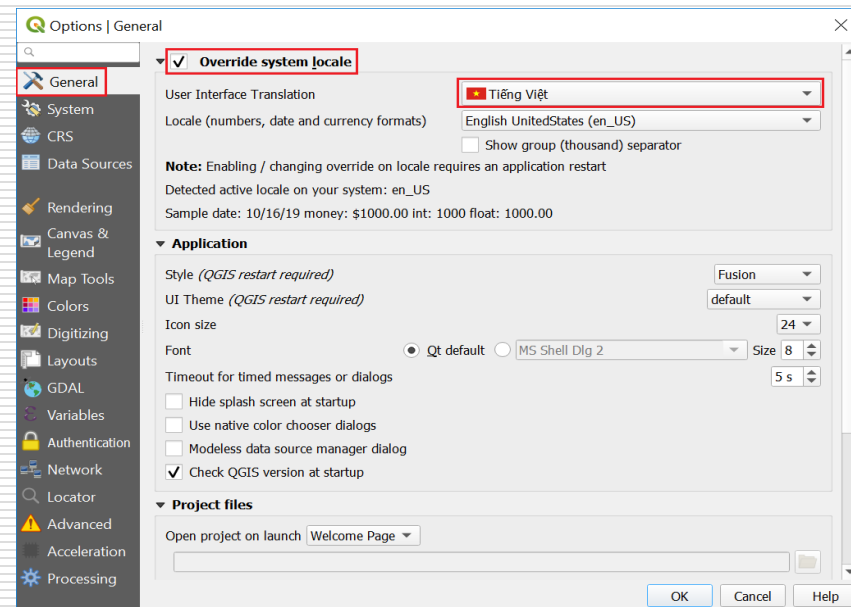 Options | General
General
System
CRS
Data Sources
Rendering
Canvas &
Legend
Map Tools
Colors
Digitizing
Layouts
GDAL
Variables
Authentication
Network
Locator
Advanced
Acceleration
Processing
Override system locale
User Interface Translation Tiếng Việt
Locale (numbers, date and currency formats) English UnitedStates (en_US)
Show group (thousand) separator
Note: Enabling / changing override on locale requires an application restart
Detected active locale on your system: en_US
Sample date: 10/16/19 money: $1000.00 int: 1000 float: 1000.00
Application
Style (QGIS restart required) Fusion
UI Theme (QGIS restart required) default
Icon size 24
Font Qt default MS Shell Dlg 2 Size 8
Timeout for timed messages or dialogs 5 s
Hide splash screen at startup
Use native color chooser dialogs
Modeless data source manager dialog
Check QGIS version at startup
Project files
Open project on launch Welcome Page
OK Cancel Help